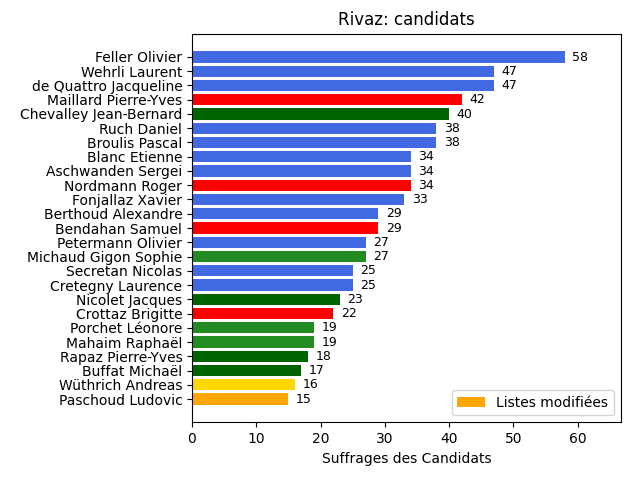 Rivaz: candidats
Feller Olivier 58
Wehrli Laurent 47
de Quattro Jacqueline 47
Maillard Pierre-Yves 42
Chevalley Jean-Bernard 40
Ruch Daniel 38
Broulis Pascal 38
Blanc Etienne 34
Aschwanden Sergei 34
Nordmann Roger 34
Fonjallaz Xavier 33
Berthoud Alexandre 29
Bendahan Samuel 29
Petermann Olivier 27
Michaud Gigon Sophie 27
Secretan Nicolas 25
Cretegny Laurence 25
Nicolet Jacques 23
Crottaz Brigitte 22
Porchet Léonore 19
Mahaim Raphaël 19
Rapaz Pierre-Yves 18
Buffat Michaël 17
Wüthrich Andreas 16
Paschoud Ludovic 15
Listes modifiées
0 10 20 30 40 50 60
Suffrages des Candidats